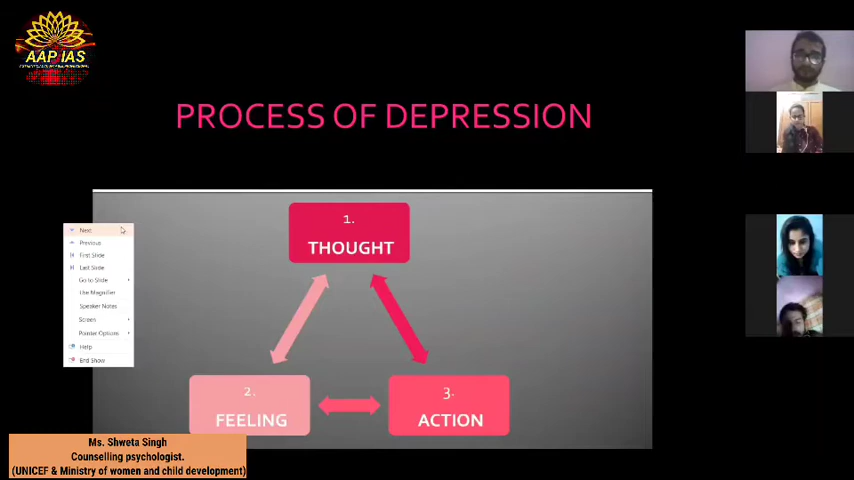 AAP IAS
PROCESS OF DEPRESSION
1.
THOUGHT
Next
Previous
First Slide
Last Slide
Go to Slide
Use Magnifier
Speaker Notes
Screen
Pointer Options
Help
End Show
2.
FEELING
3.
ACTION
Ms. Shweta Singh
Counselling psychologist.
(UNICEF & Ministry of women and child development)